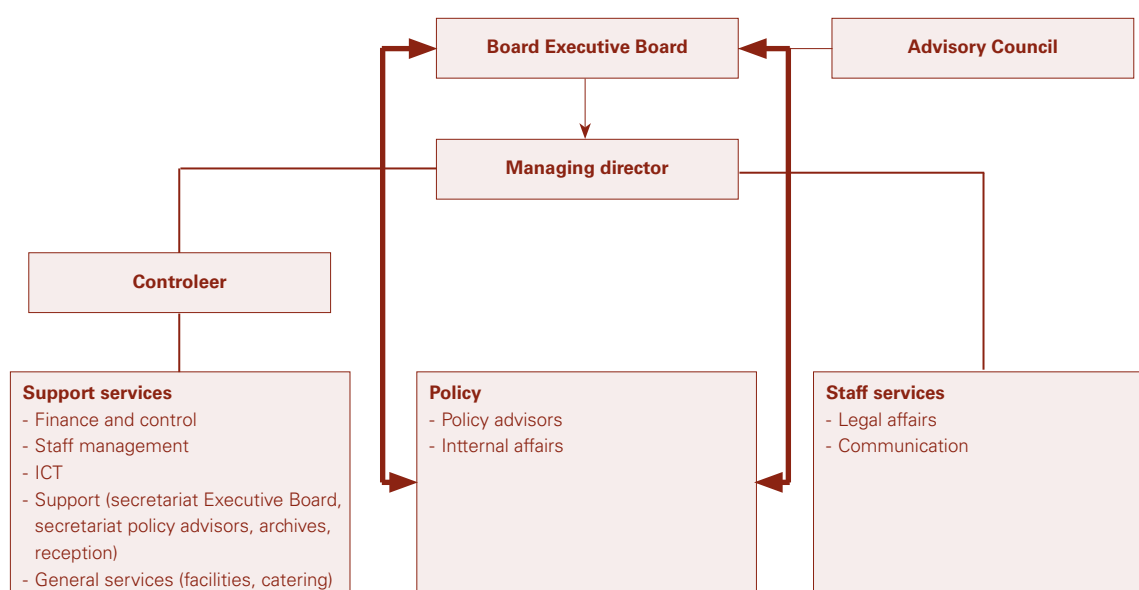 Board Executive Board
Advisory Council
Managing director
Controleer
Support services
- Finance and control
- Staff management
- ICT
- Support (secretariat Executive Board,
secretariat policy advisors, archives,
reception)
- General services (facilities, catering)
Policy
- Policy advisors
- Intternal affairs
Staff services
- Legal affairs
- Communication